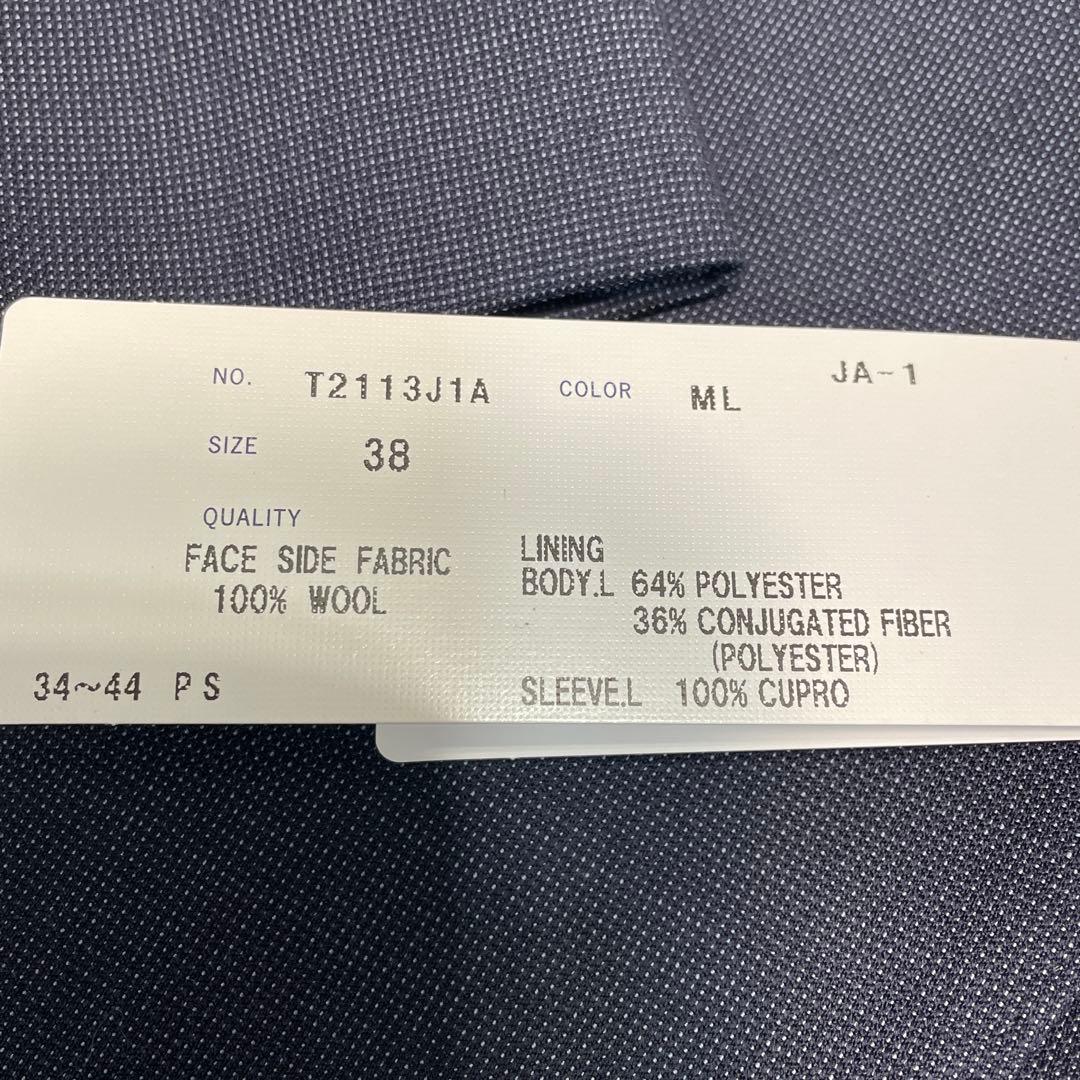 NO. T2113J1A COLOR ML JA-1
SIZE 38
QUALITY
FACE SIDE FABRIC
100% WOOL
LINING
BODY.L 64% POLYESTER
36% CONJUGATED FIBER
(POLYESTER)
SLEEVE.L 100% CUPRO
34~44 PS